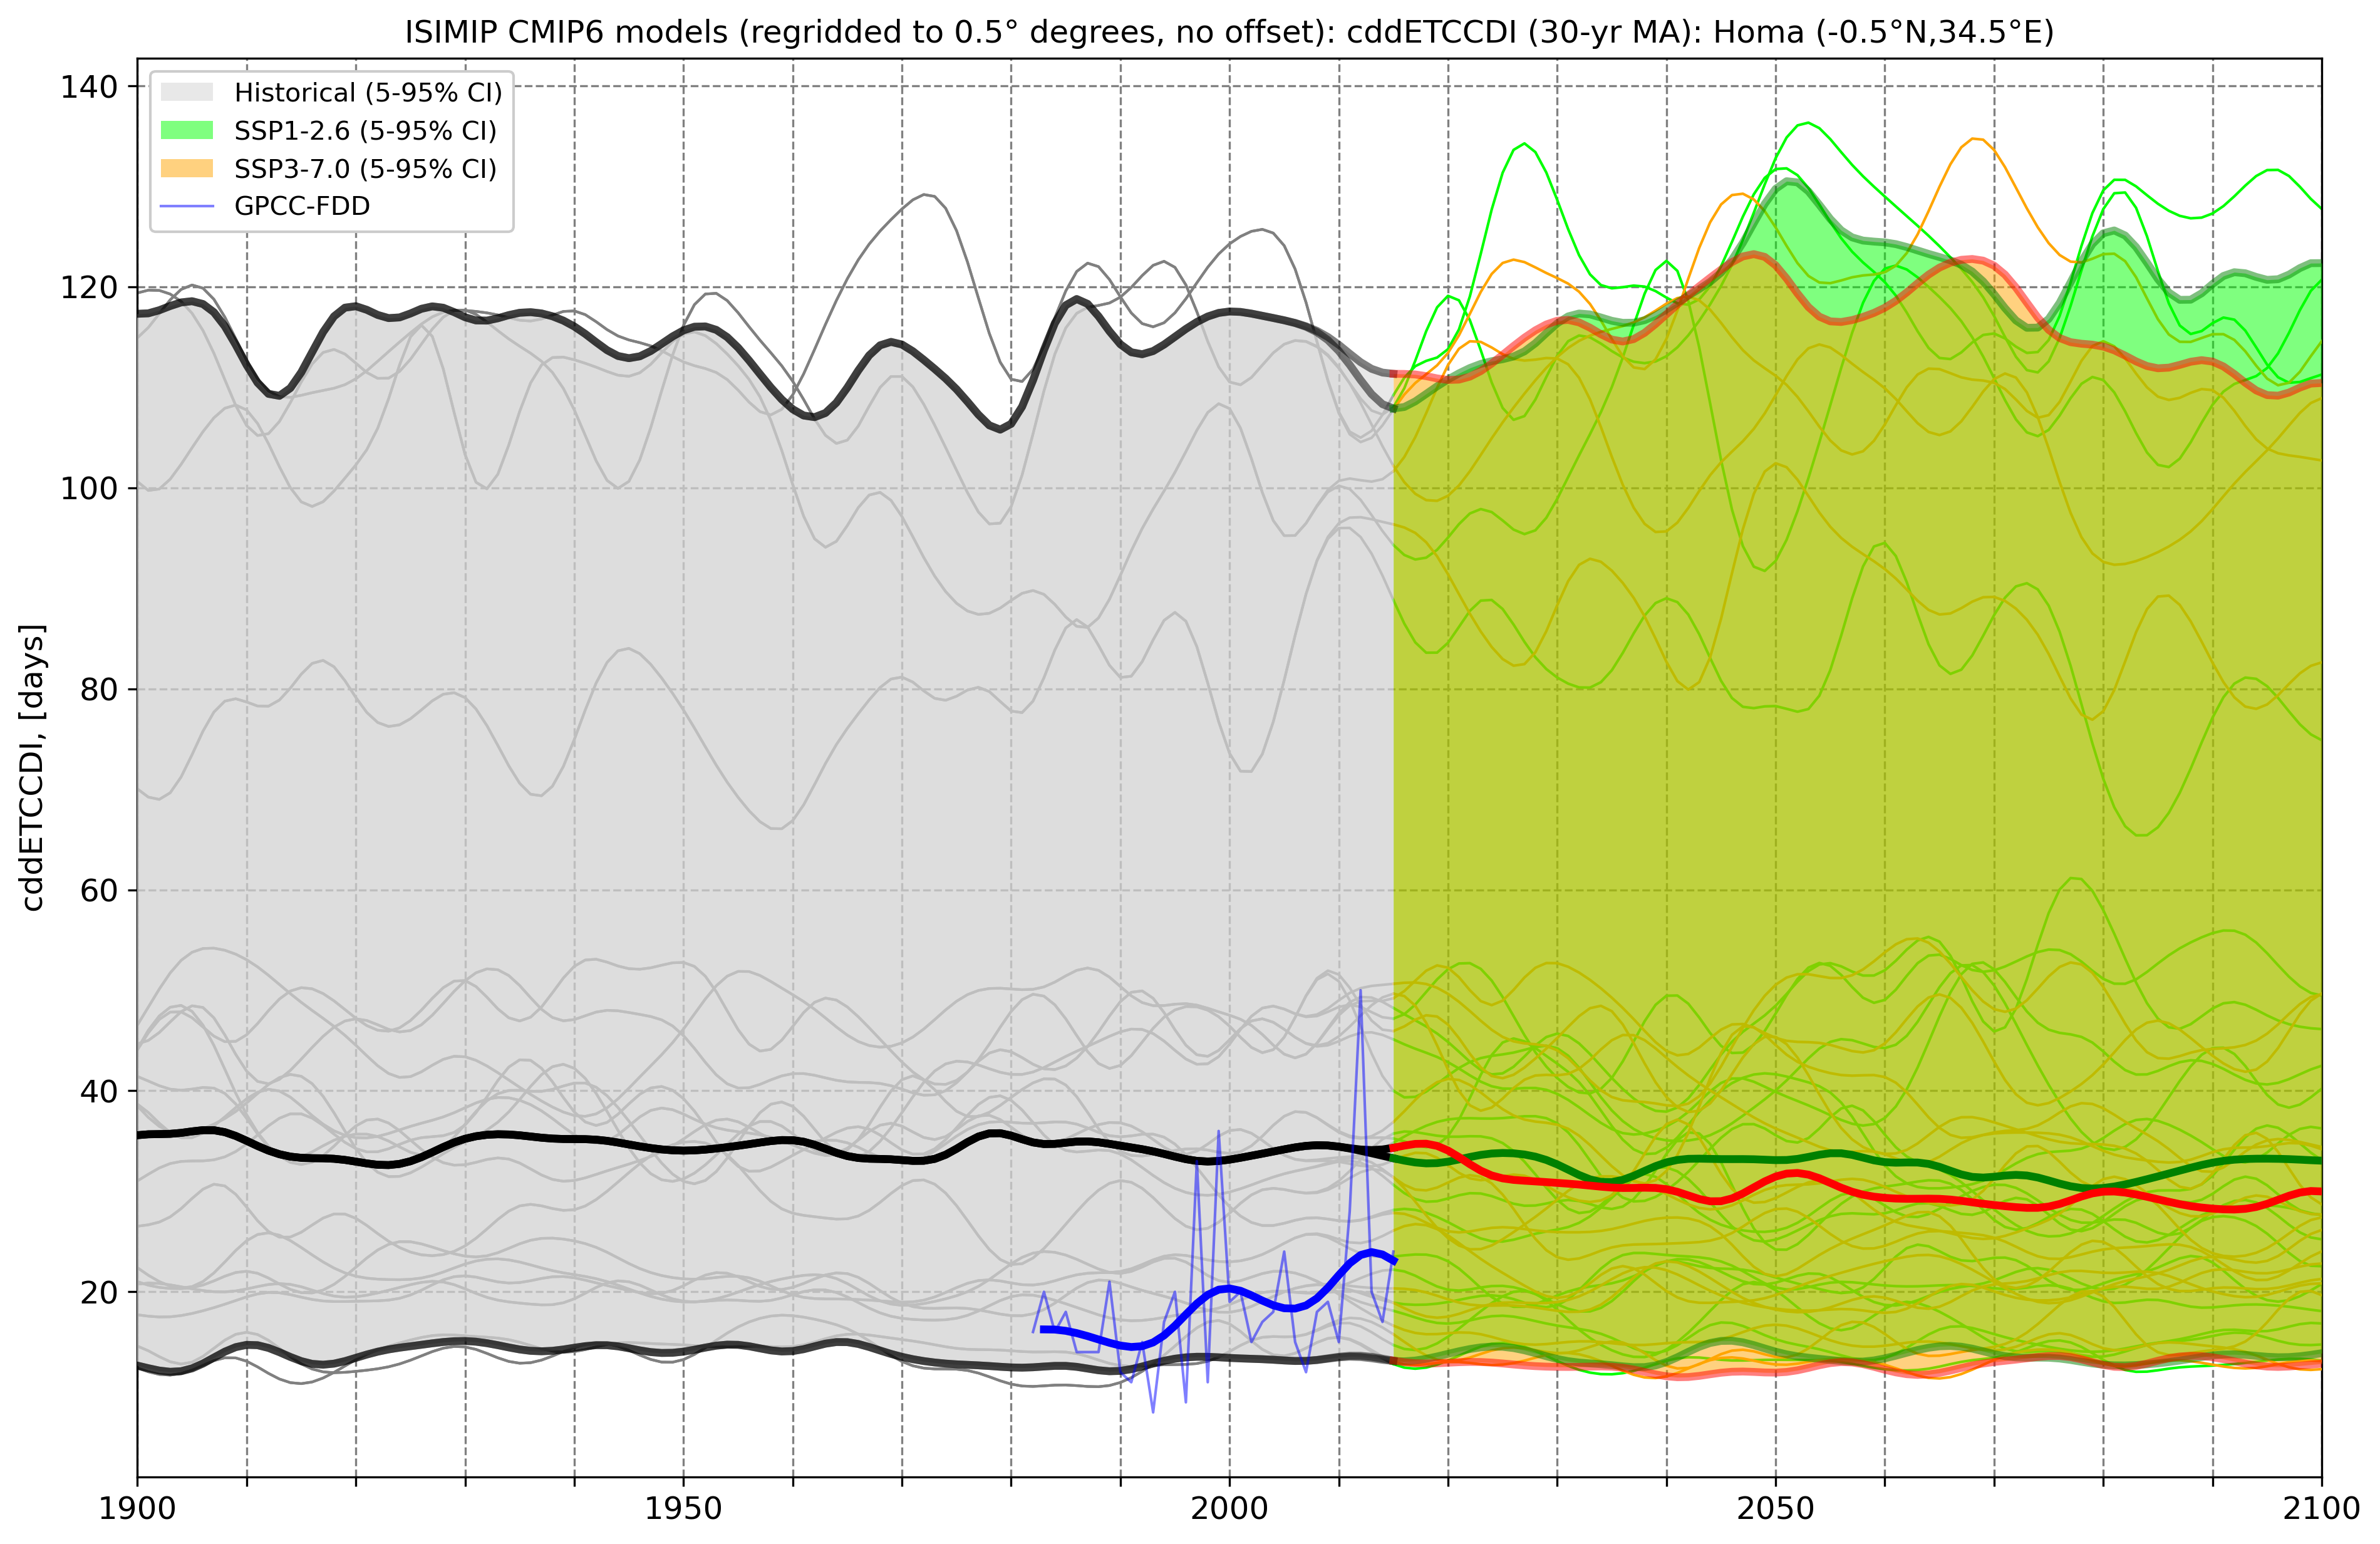 ISIMIP CMIP6 models (regridded to 0.5° degrees, no offset): cddETCCDI (30-yr MA): Homa (-0.5°N,34.5°E)
Historical (5-95% CI)
SSP1-2.6 (5-95% CI)
SSP3-7.0 (5-95% CI)
GPCC-FDD
cddETCCDI, [days]
140
120
100
80
60
40
20
1900 1950 2000 2050 2100